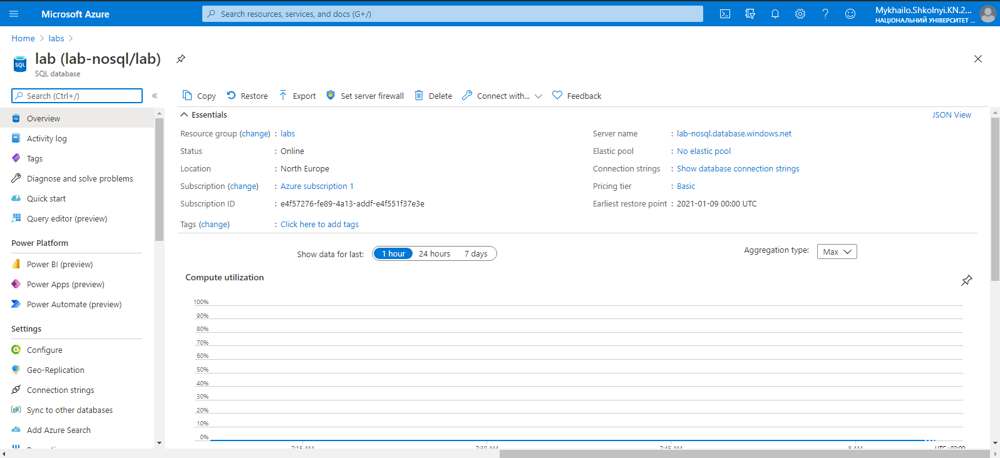 Microsoft Azure
Search resources, services, and docs (G+/)
Mykhailo.Shkolnyi.KN.2...
НАЦІОНАЛЬНИЙ УНІВЕРСИТЕТ ...
Home > labs >
lab (lab-nosql/lab)
SQL database
SQL
Search (Ctrl+/)
«
Overview
Activity log
Tags
Diagnose and solve problems
Quick start
Query editor (preview)
Power Platform
Power BI (preview)
Power Apps (preview)
Power Automate (preview)
Settings
Configure
Geo-Replication
Connection strings
Sync to other databases
Add Azure Search
Copy Restore Export Set server firewall Delete Connect with... Feedback
Essentials
JSON View
Resource group (change) : labs
Status : Online
Location : North Europe
Subscription (change) : Azure subscription 1
Subscription ID : e4f57276-fe89-4a13-addf-e4f551f37e3e
Tags (change) : Click here to add tags
Server name : lab-nosql.database.windows.net
Elastic pool : No elastic pool
Connection strings : Show database connection strings
Pricing tier : Basic
Earliest restore point : 2021-01-09 00:00 UTC
Show data for last: 1 hour 24 hours 7 days
Aggregation type: Max
Compute utilization
100%
90%
80%
70%
60%
50%
40%
30%
20%
10%
0%
7:15 AM 7:30 AM 7:45 AM 8 AM UTC+02:00